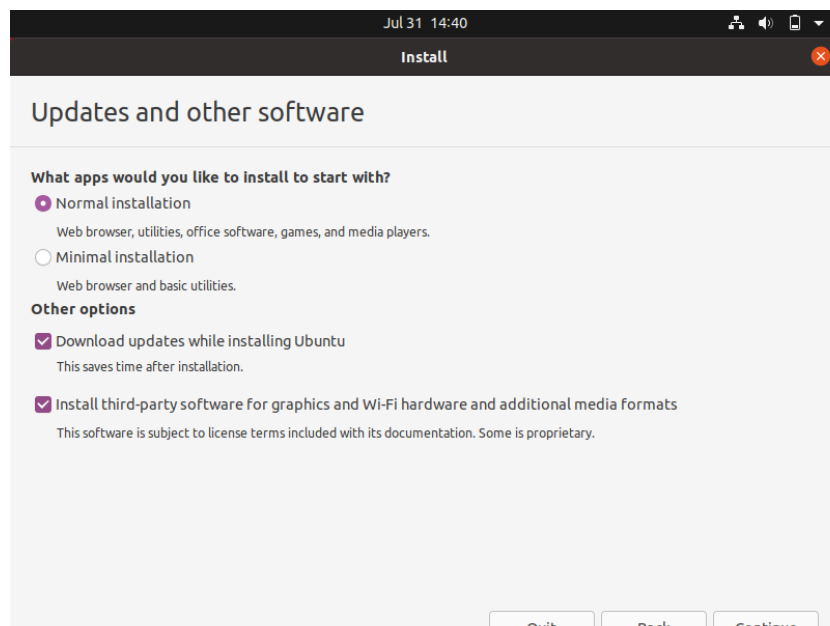 Jul 31 14:40
Install
Updates and other software
What apps would you like to install to start with?
Normal installation
Web browser, utilities, office software, games, and media players.
Minimal installation
Web browser and basic utilities.
Other options
Download updates while installing Ubuntu
This saves time after installation.
Install third-party software for graphics and Wi-Fi hardware and additional media formats
This software is subject to license terms included with its documentation. Some is proprietary.
Quit Back Continue